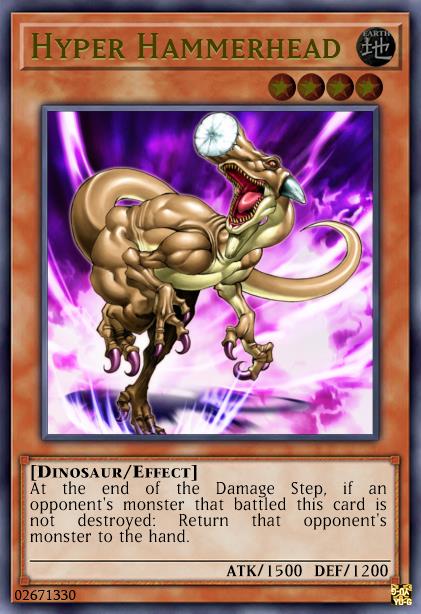 Hyper Hammerhead
EARTH
地
[Dinosaur/Effect]
At the end of the Damage Step, if an
opponent's monster that battled this card is
not destroyed: Return that opponent's
monster to the hand.
ATK/1500 DEF/1200
02671330